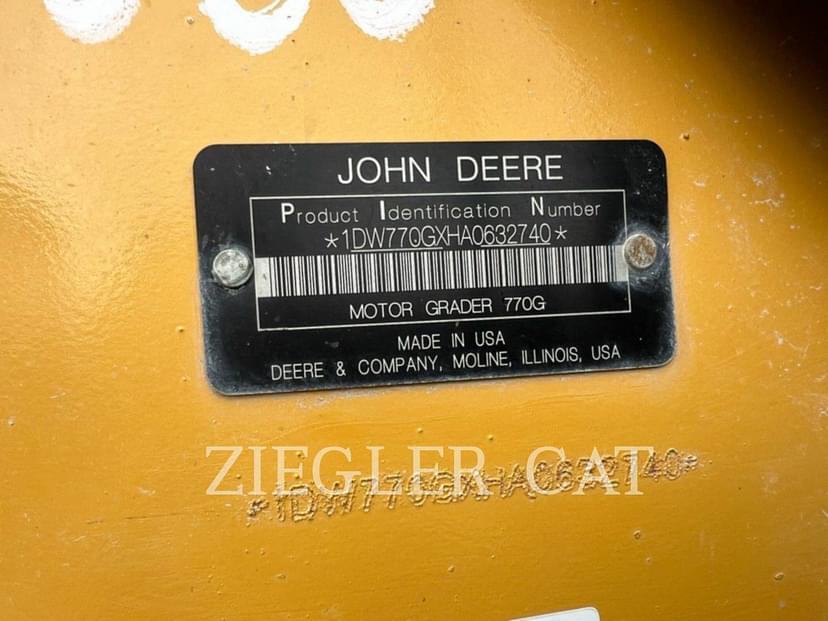 JOHN DEERE
Product Identification Number
*1DW770GXHA0632740*
MOTOR GRADER 770G
MADE IN USA
DEERE & COMPANY, MOLINE, ILLINOIS, USA
ZIEGLER CAT
*1DW770GXHA0632740*